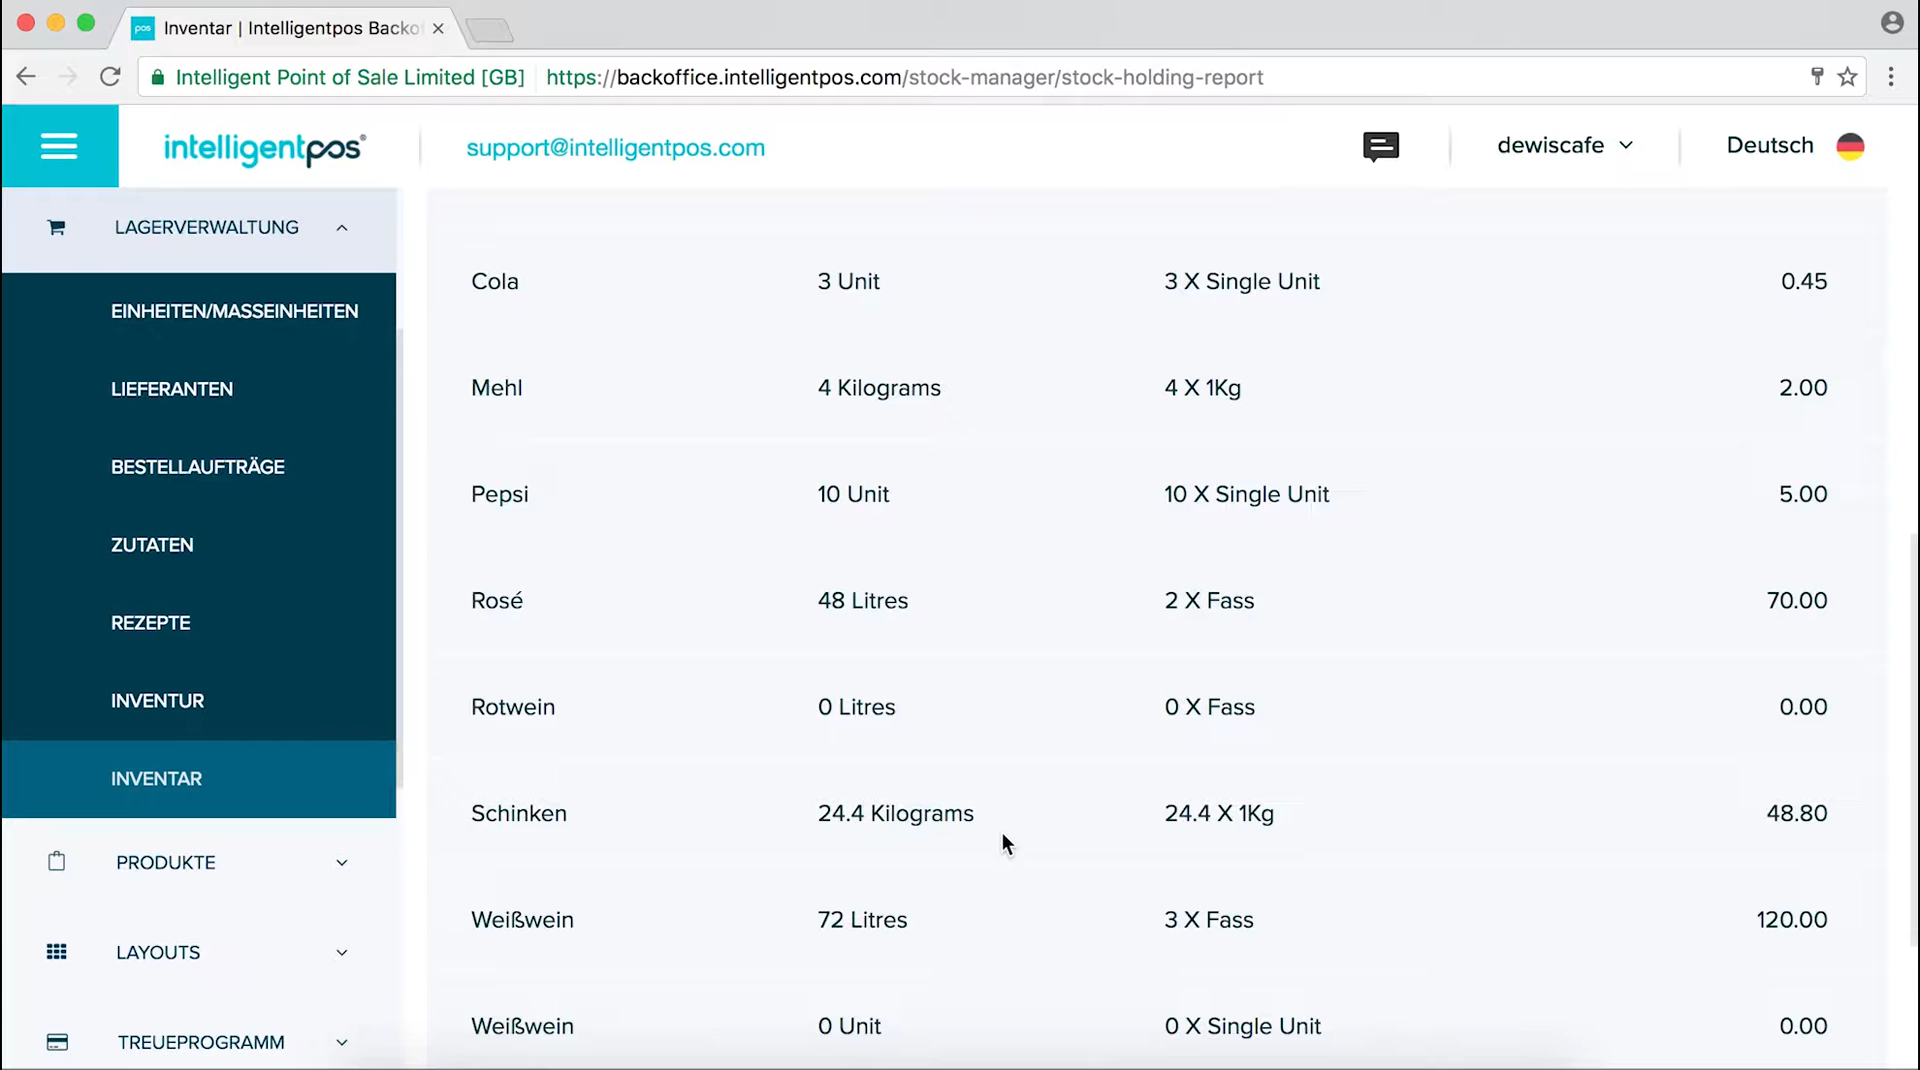 pos Inventar | Intelligentpos Backo
Intelligent Point of Sale Limited [GB] https://backoffice.intelligentpos.com/stock-manager/stock-holding-report
intelligentpos® support@intelligentpos.com dewiscafe Deutsch
LAGERVERWALTUNG
EINHEITEN/MASSEINHEITEN
LIEFERANTEN
BESTELLAUFTRÄGE
ZUTATEN
REZEPTE
INVENTUR
INVENTAR
PRODUKTE
LAYOUTS
TREUEPROGRAMM
Cola 3 Unit 3 X Single Unit 0.45
Mehl 4 Kilograms 4 X 1Kg 2.00
Pepsi 10 Unit 10 X Single Unit 5.00
Rosé 48 Litres 2 X Fass 70.00
Rotwein 0 Litres 0 X Fass 0.00
Schinken 24.4 Kilograms 24.4 X 1Kg 48.80
Weißwein 72 Litres 3 X Fass 120.00
Weißwein 0 Unit 0 X Single Unit 0.00